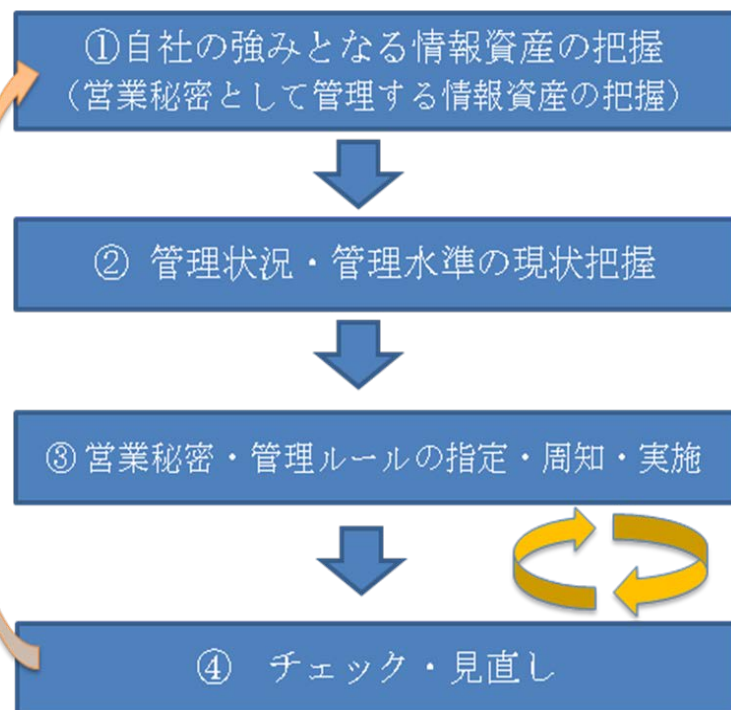 ①自社の強みとなる情報資産の把握
（営業秘密として管理する情報資産の把握）
② 管理状況・管理水準の現状把握
③営業秘密・管理ルールの指定・周知・実施
④　チェック・見直し